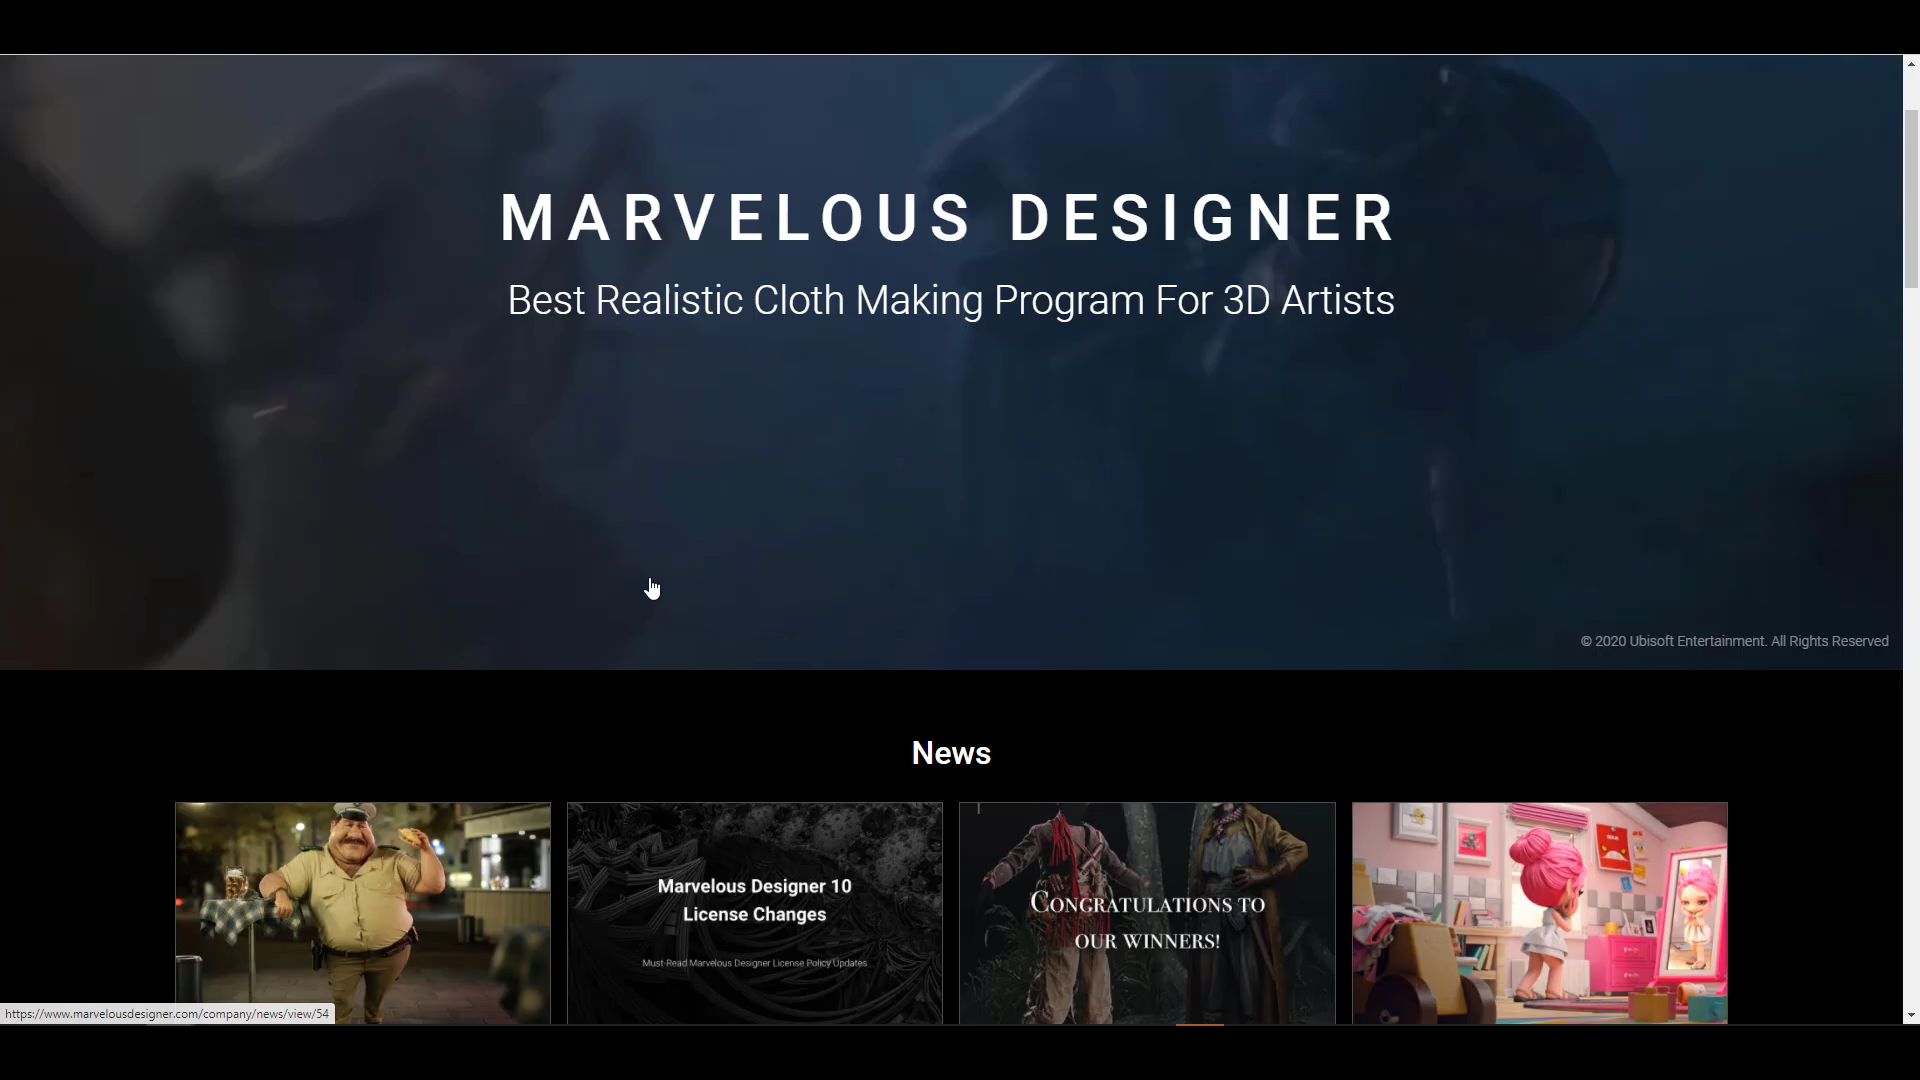 MARVELOUS DESIGNER
Best Realistic Cloth Making Program For 3D Artists
© 2020 Ubisoft Entertainment. All Rights Reserved
News
Marvelous Designer 10
License Changes
Must-Read Marvelous Designer License Policy Updates
CONGRATULATIONS TO
OUR WINNERS!
https://www.marvelousdesigner.com/company/news/view/54